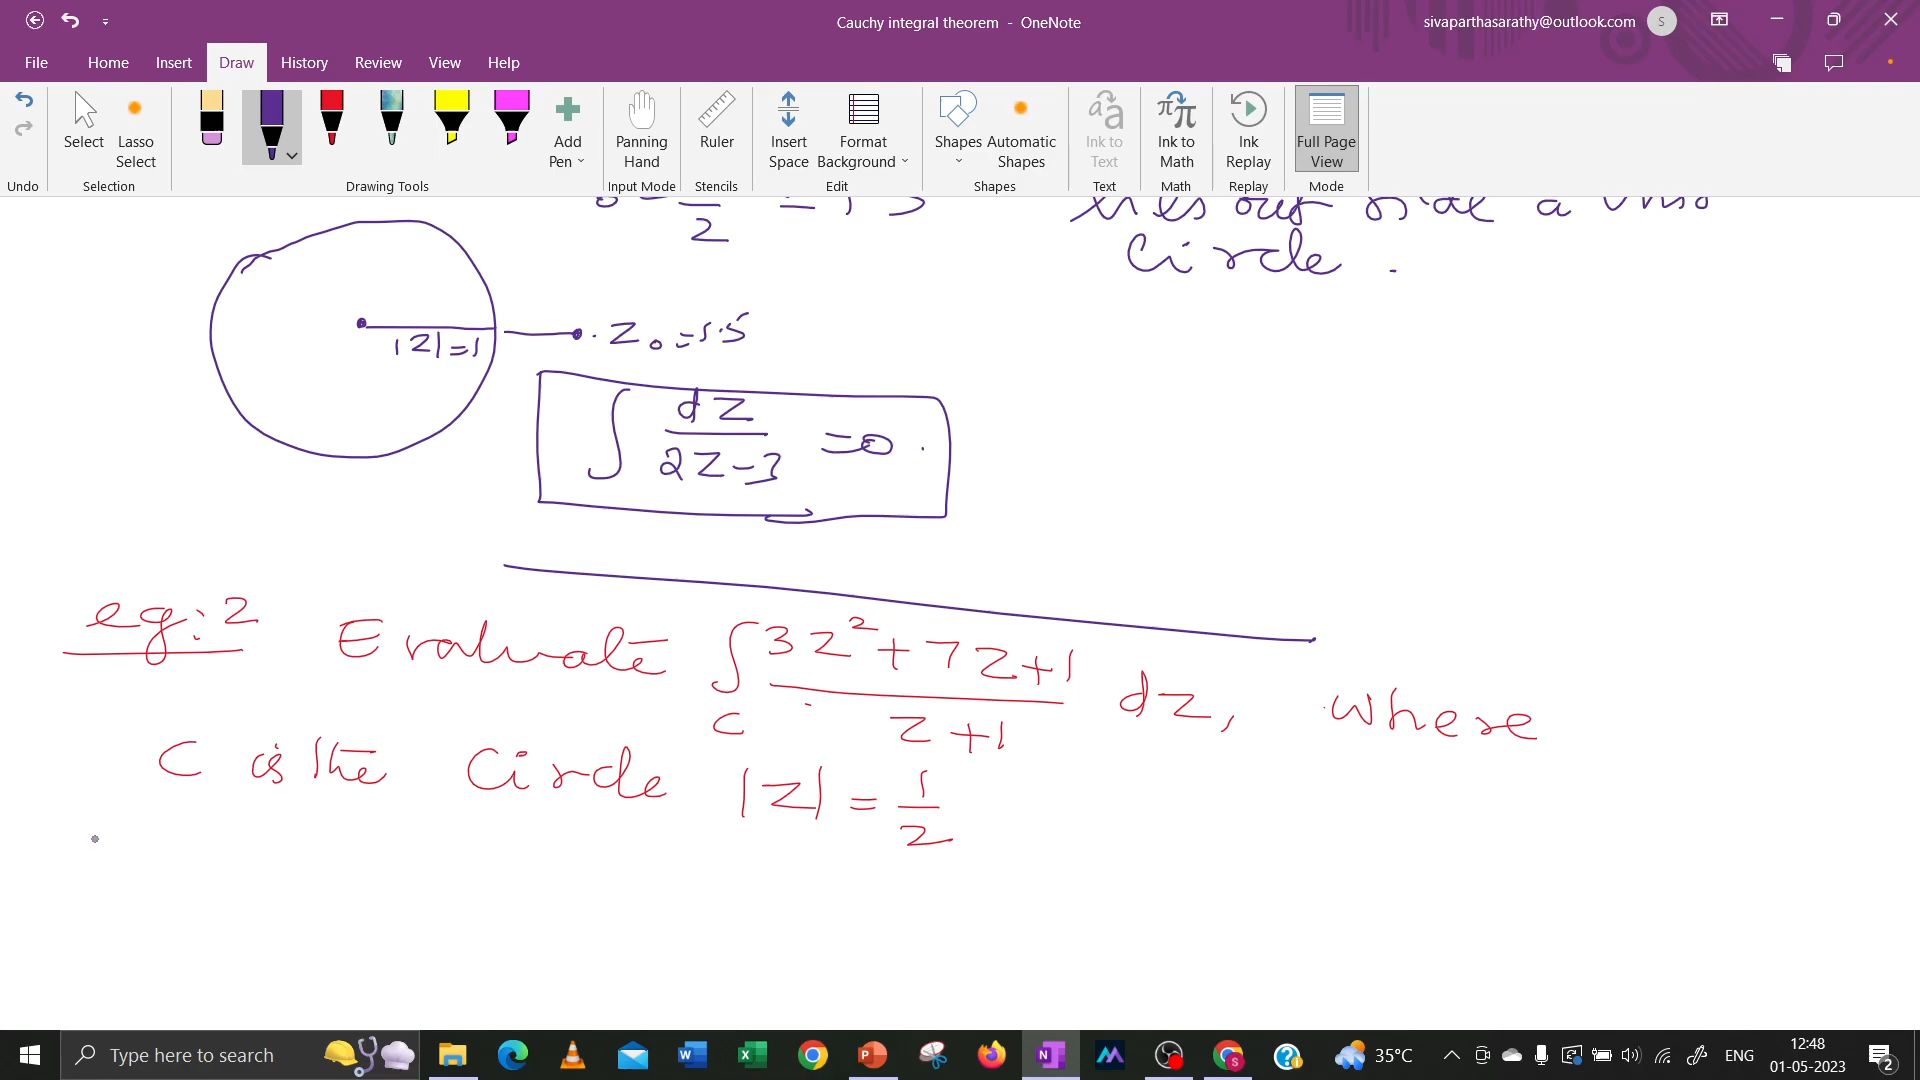 Cauchy integral theorem - OneNote
sivaparthasarathy@outlook.com
S
File Home Insert Draw History Review View Help
Select
Lasso Select
Add Pen
Panning Hand
Ruler
Insert Space
Format Background
Shapes
Automatic Shapes
Ink to Text
Ink to Math
Ink Replay
Full Page View
Undo
Selection
Drawing Tools
Input Mode
Stencils
Edit
Shapes
Text
Math
Replay
Mode
out side a
Circle .
|z|=1
. z₀ = 1.5
∫ dz / 2z-3 = 0 .
eg: 2 Evaluate ∫_C 3z²+7z+1 / z+1 dz, where
C is the Circle |z| = 1/2
Type here to search
35°C
ENG
12:48
01-05-2023
2